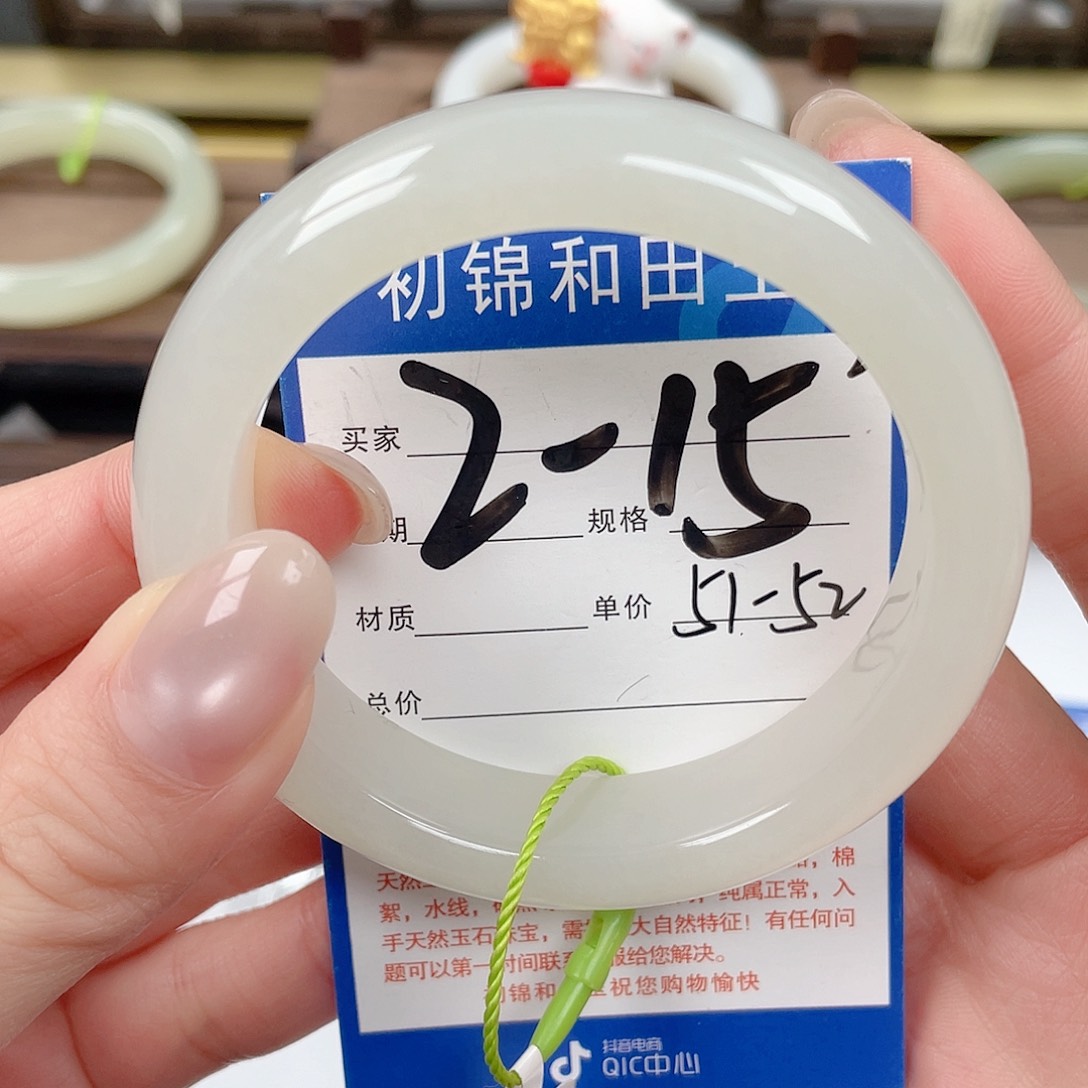 初锦和田
买家 2-15
期 规格
材质 单价 51-52
总价
棉
天然
絮，水线， 纯属正常，入
手天然玉石珠宝，需 大自然特征！有任何问
题可以第一时间联系 服给您解决。
初锦和 祝您购物愉快
抖音电商
QIC中心